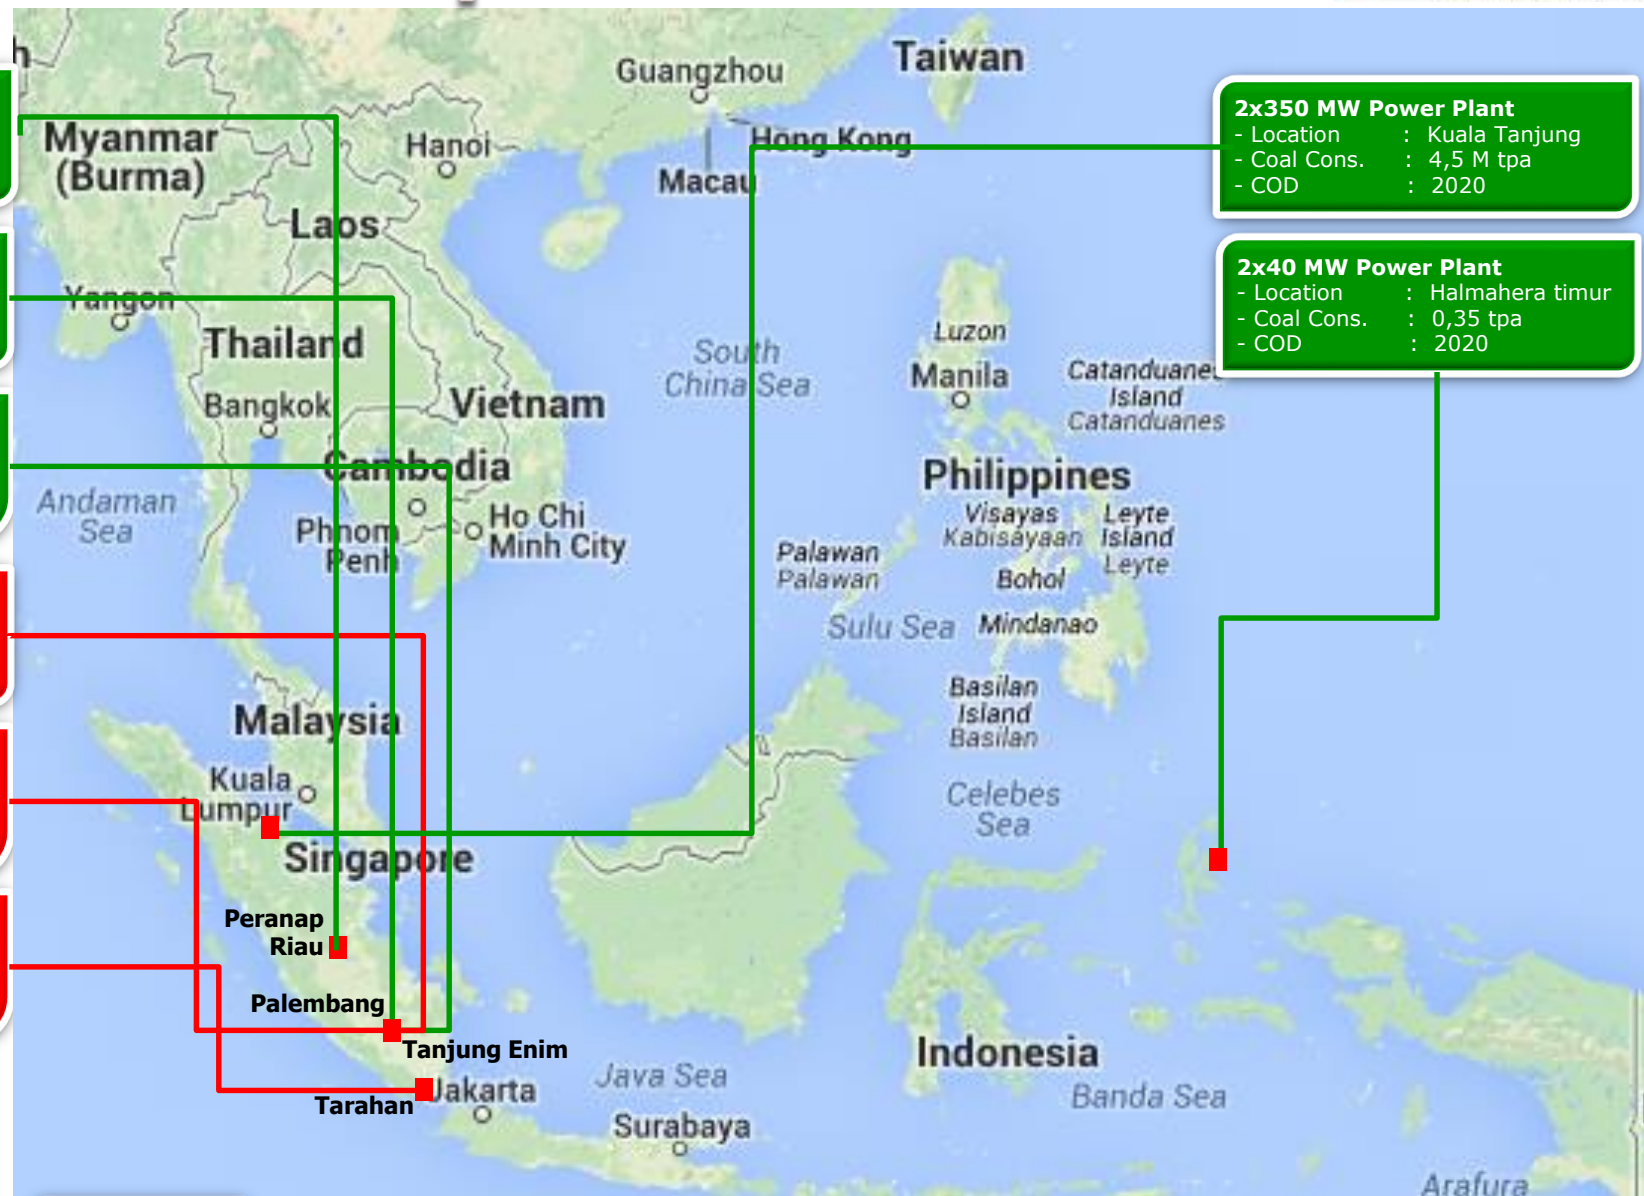 h
Taiwan
Guangzhou
Hong Kong
Macau
Hanoi
Myanmar
(Burma)
Laos
Yangon
Thailand
Bangkok
Vietnam
Cambodia
Phnom
Penh
Ho Chi
Minh City
Andaman
Sea
South
China Sea
Luzon
Manila
Catanduanes
Island
Catanduanes
Philippines
Visayas
Kabisayaan
Leyte
Island
Leyte
Palawan
Palawan
Bohol
Sulu Sea
Mindanao
Basilan
Island
Basilan
Celebes
Sea
Malaysia
Kuala
Lumpur
Singapore
Peranap
Riau
Palembang
Tanjung Enim
Tarahan
Jakarta
Java Sea
Surabaya
Indonesia
Banda Sea
Arafura
2x350 MW Power Plant
- Location : Kuala Tanjung
- Coal Cons. : 4,5 M tpa
- COD : 2020
2x40 MW Power Plant
- Location : Halmahera timur
- Coal Cons. : 0,35 tpa
- COD : 2020